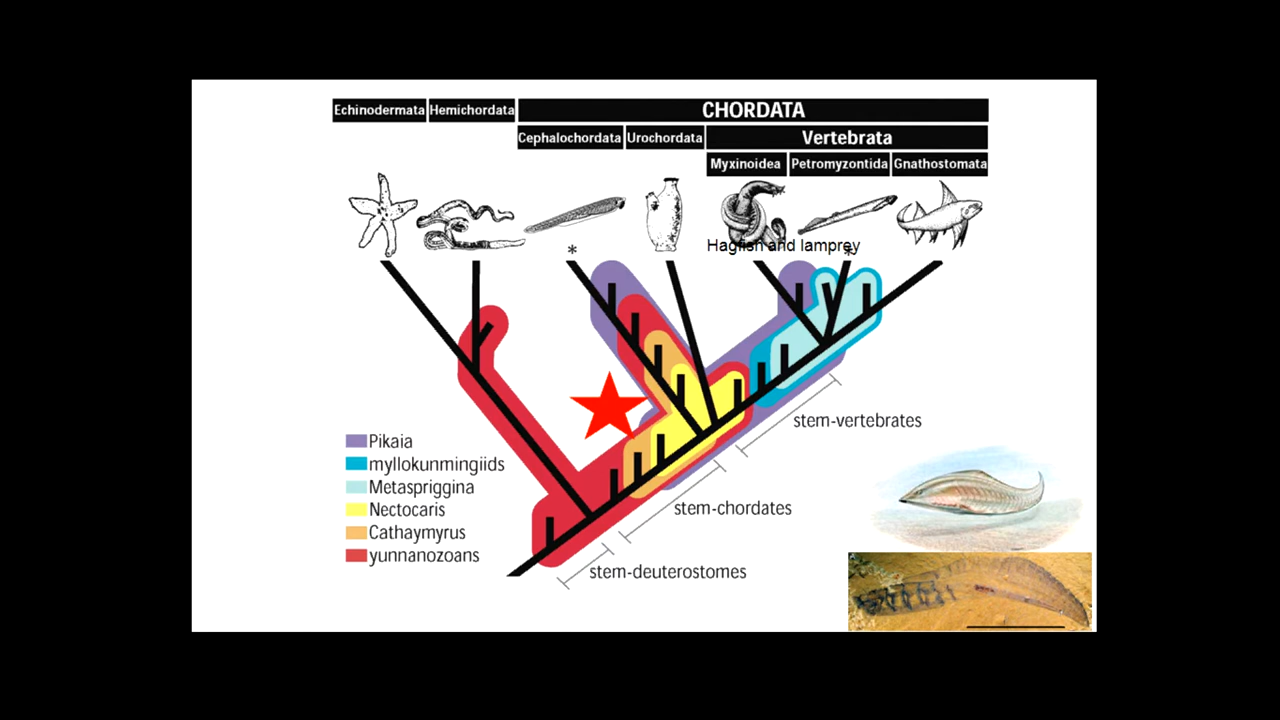 Echinodermata Hemichordata CHORDATA
Cephalochordata Urochordata Vertebrata
Myxinoidea Petromyzontida Gnathostomata
*
Hagfish and lamprey
*
stem-vertebrates
Pikaia
myllokunmingiids
Metaspriggina
Nectocaris
Cathaymyrus
yunnanozoans
stem-chordates
stem-deuterostomes